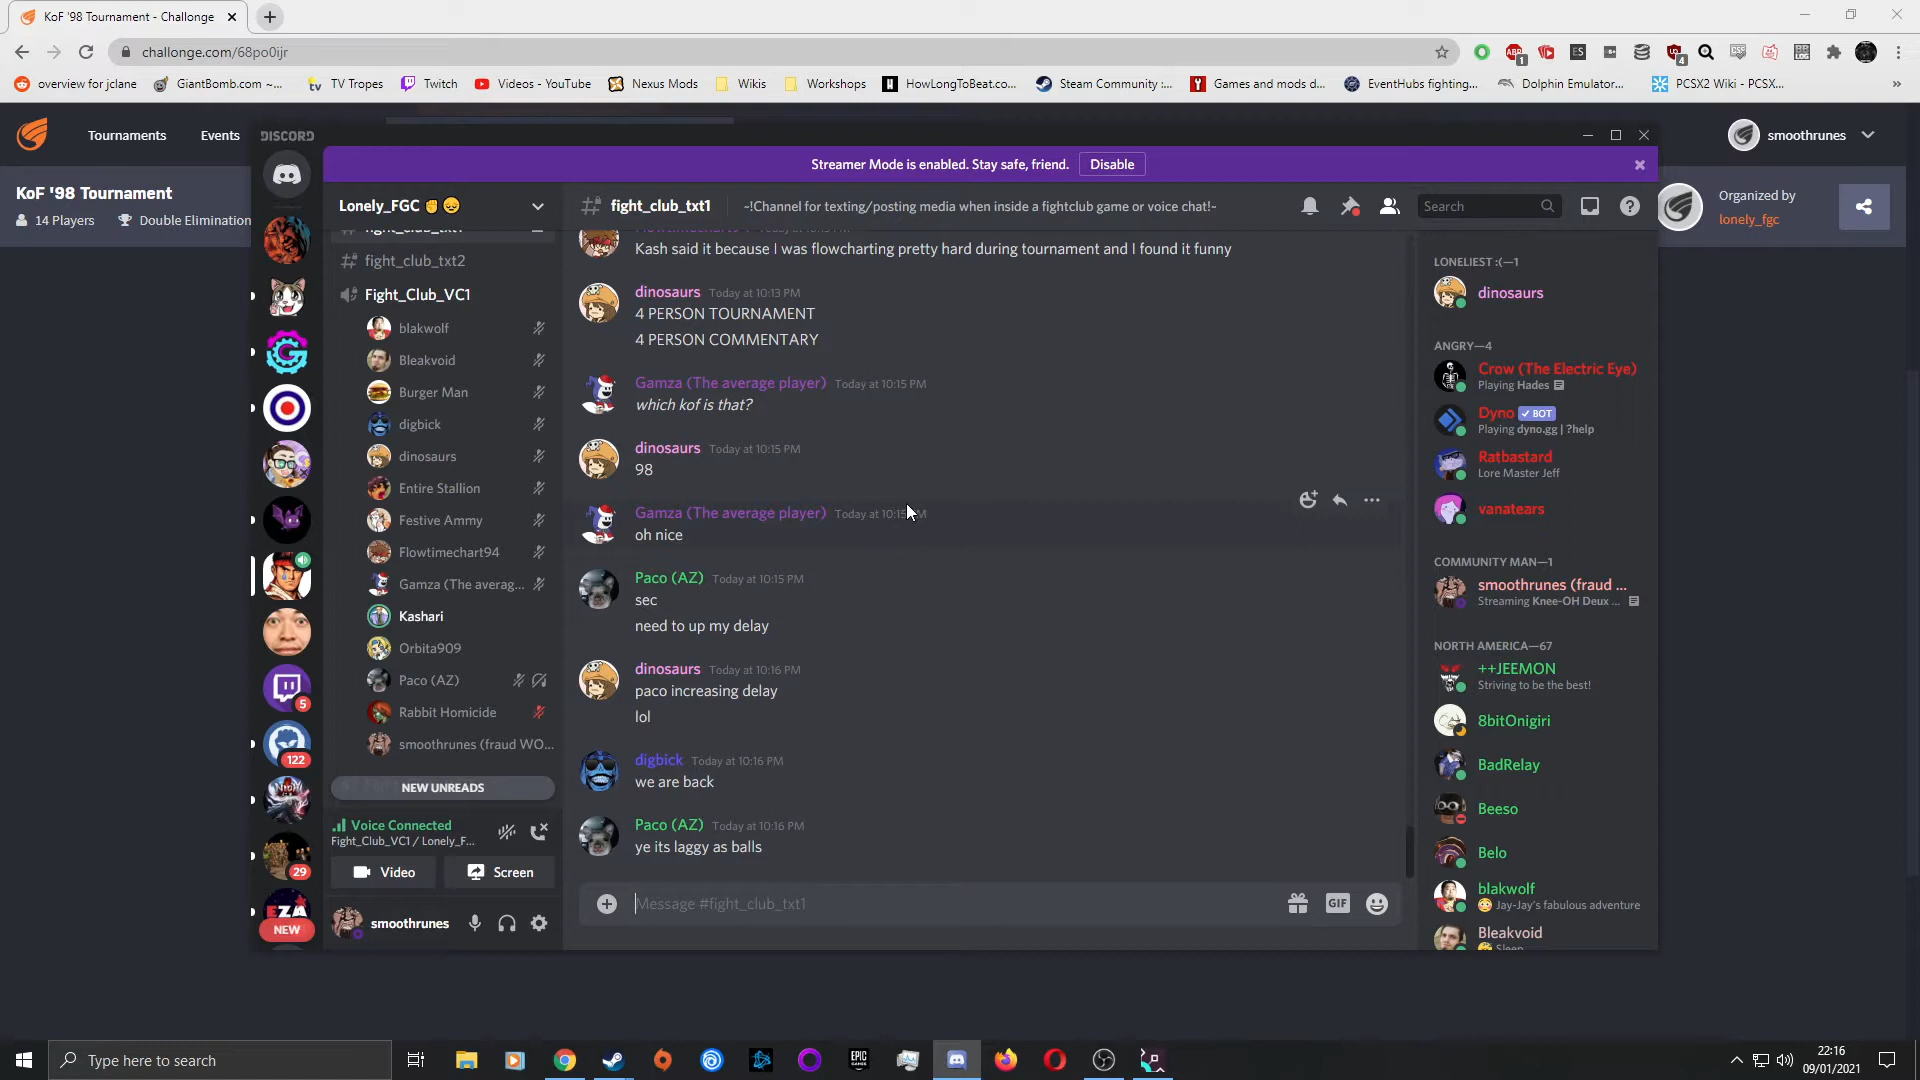 KoF '98 Tournament - Challonge
challonge.com/68po0ijr
overview for jclane
GiantBomb.com ~...
TV Tropes
Twitch
Videos - YouTube
Nexus Mods
Wikis
Workshops
HowLongToBeat.co...
Steam Community :...
Games and mods d...
EventHubs fighting...
Dolphin Emulator...
PCSX2 Wiki - PCSX...
Tournaments
Events
smoothrunes
KoF '98 Tournament
14 Players
Double Elimination
Organized by
lonely_fgc
DISCORD
Streamer Mode is enabled. Stay safe, friend.
Disable
Lonely_FGC
fight_club_txt1
~!Channel for texting/posting media when inside a fightclub game or voice chat!~
Search
fight_club_txt2
Fight_Club_VC1
blakwolf
Bleakvoid
Burger Man
digbick
dinosaurs
Entire Stallion
Festive Ammy
Flowtimechart94
Gamza (The averag...
Kashari
Orbita909
Paco (AZ)
Rabbit Homicide
smoothrunes (fraud WO...
NEW UNREADS
Voice Connected
Fight_Club_VC1 / Lonely_F...
Video
Screen
smoothrunes
5
122
29
EZA
NEW
Kash said it because I was flowcharting pretty hard during tournament and I found it funny
dinosaurs Today at 10:13 PM
4 PERSON TOURNAMENT
4 PERSON COMMENTARY
Gamza (The average player) Today at 10:15 PM
which kof is that?
dinosaurs Today at 10:15 PM
98
Gamza (The average player) Today at 10:15 PM
oh nice
Paco (AZ) Today at 10:15 PM
sec
need to up my delay
dinosaurs Today at 10:16 PM
paco increasing delay
lol
digbick Today at 10:16 PM
we are back
Paco (AZ) Today at 10:16 PM
ye its laggy as balls
Message #fight_club_txt1
GIF
LONELIEST :(—1
dinosaurs
ANGRY—4
Crow (The Electric Eye)
Playing Hades
Dyno BOT
Playing dyno.gg | ?help
Ratbastard
Lore Master Jeff
vanatears
COMMUNITY MAN—1
smoothrunes (fraud ...
Streaming Knee-OH Deux ...
NORTH AMERICA—67
++JEEMON
Striving to be the best!
8bitOnigiri
BadRelay
Beeso
Belo
blakwolf
Jay-Jay's fabulous adventure
Bleakvoid
Sleep
Type here to search
EPIC
22:16
09/01/2021